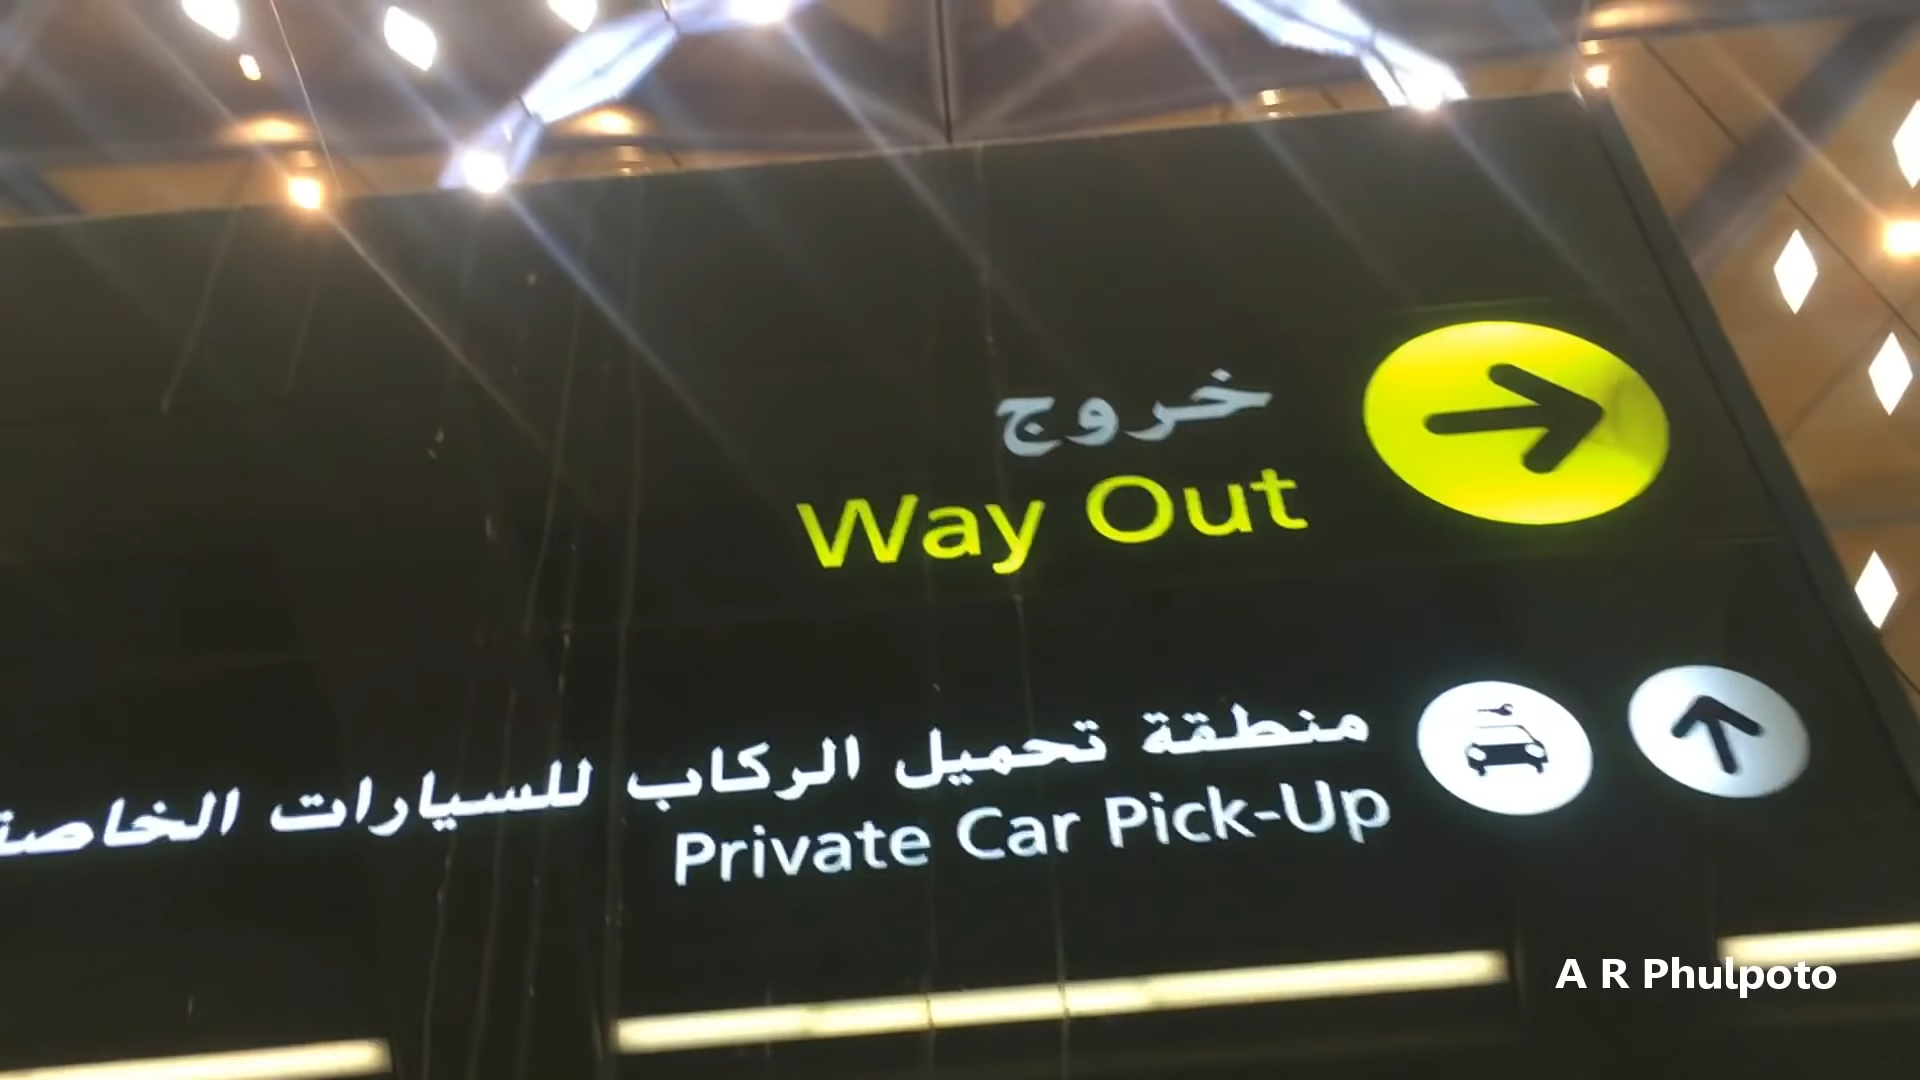 خروج
Way Out
منطقة تحميل الركاب للسيارات الخاصة
Private Car Pick-Up
A R Phulpoto